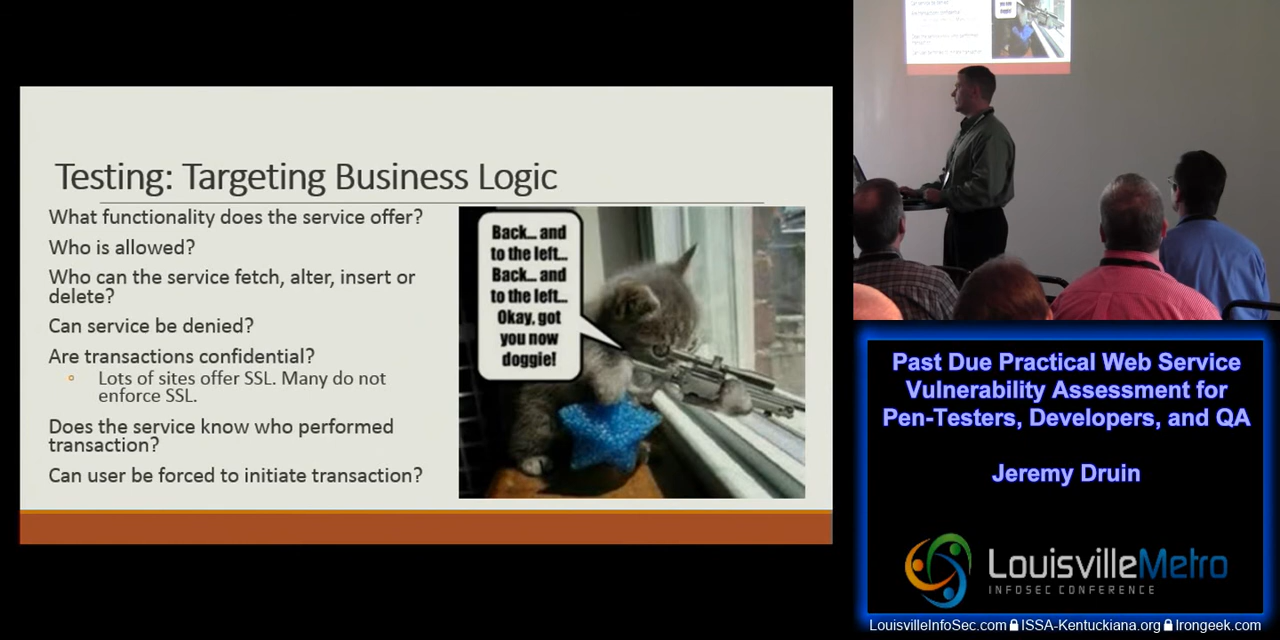 Testing: Targeting Business Logic
What functionality does the service offer?
Who is allowed?
Who can the service fetch, alter, insert or
delete?
Can service be denied?
Are transactions confidential?
Lots of sites offer SSL. Many do not
enforce SSL.
Does the service know who performed
transaction?
Can user be forced to initiate transaction?
Back... and
to the left...
Back... and
to the left...
Okay, got
you now
doggie!
Past Due Practical Web Service
Vulnerability Assessment for
Pen-Testers, Developers, and QA
Jeremy Druin
LouisvilleMetro
INFOSEC CONFERENCE
LouisvilleInfoSec.com ISSA-Kentuckiana.org Irongeek.com